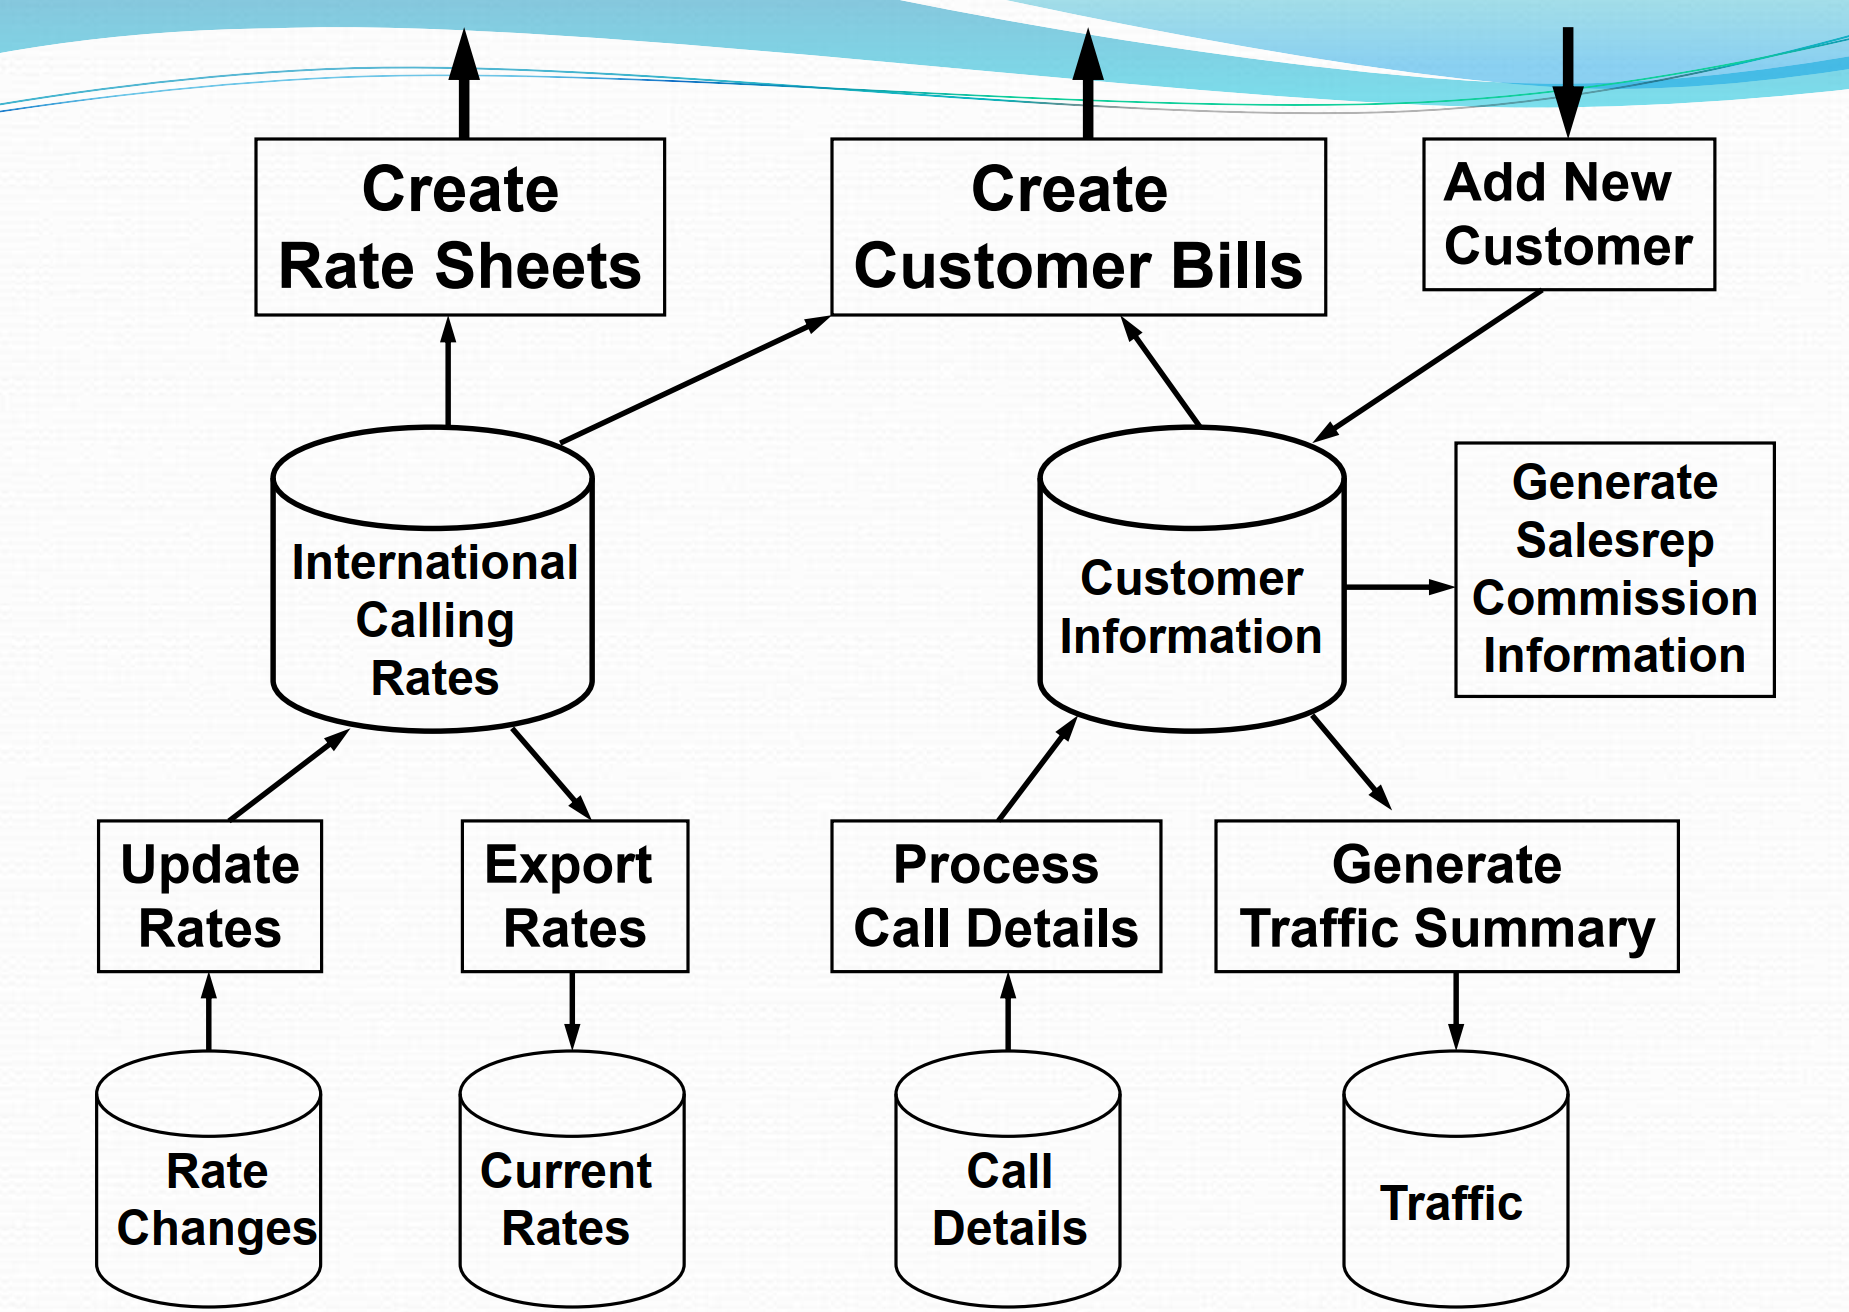 Create
Rate Sheets
Create
Customer Bills
Add New
Customer
International
Calling
Rates
Customer
Information
Generate
Salesrep
Commission
Information
Update
Rates
Export
Rates
Process
Call Details
Generate
Traffic Summary
Rate
Changes
Current
Rates
Call
Details
Traffic